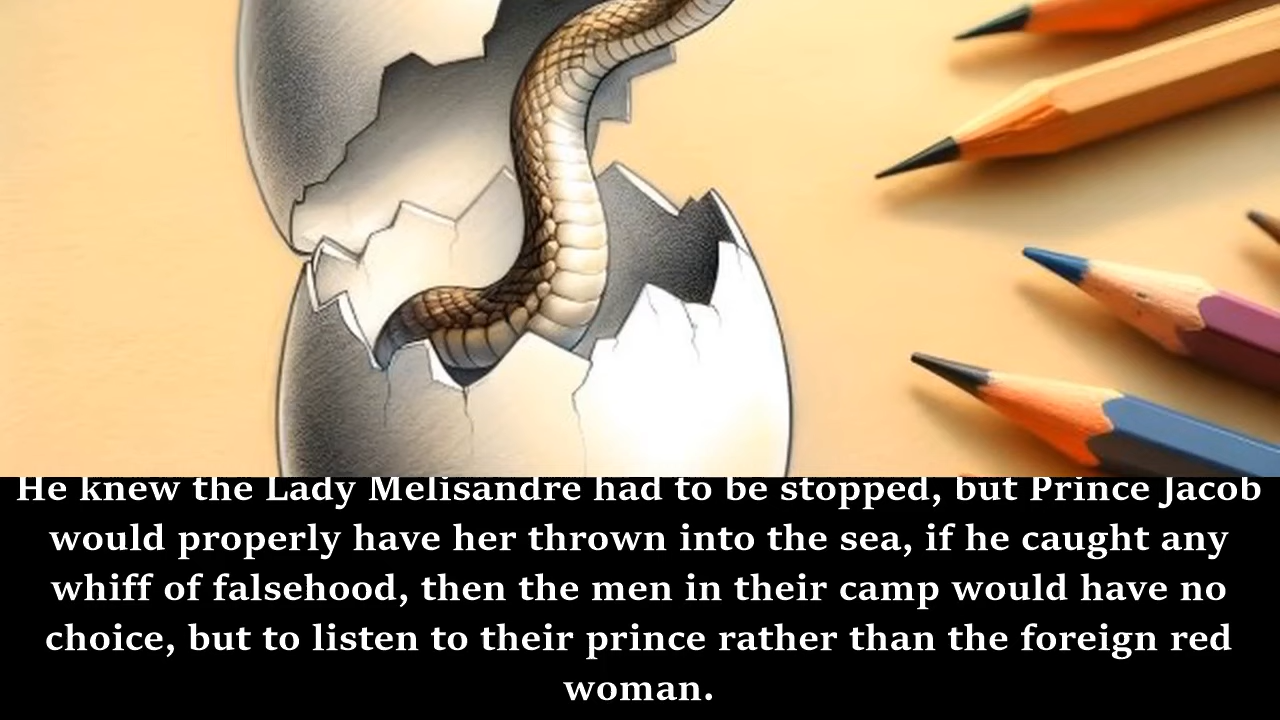 He knew the Lady Melisandre had to be stopped, but Prince Jacob
would properly have her thrown into the sea, if he caught any
whiff of falsehood, then the men in their camp would have no
choice, but to listen to their prince rather than the foreign red
woman.